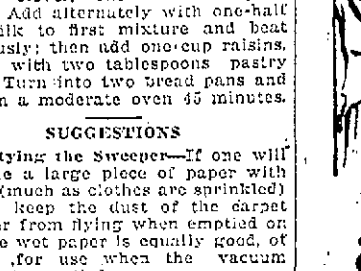 Add alternately with one-half
ilk to first mixture and beat
usly; then add one-cup raisins,
with two tablespoons pastry
Turn into two bread pans and
n a moderate oven 45 minutes.
SUGGESTIONS
tying the Sweeper—If one will
e a large piece of paper with
(much as clothes are sprinkled)
keep the dust of the carpet
r from flying when emptied on
e wet paper is equally good, of
, for use when the vacuum